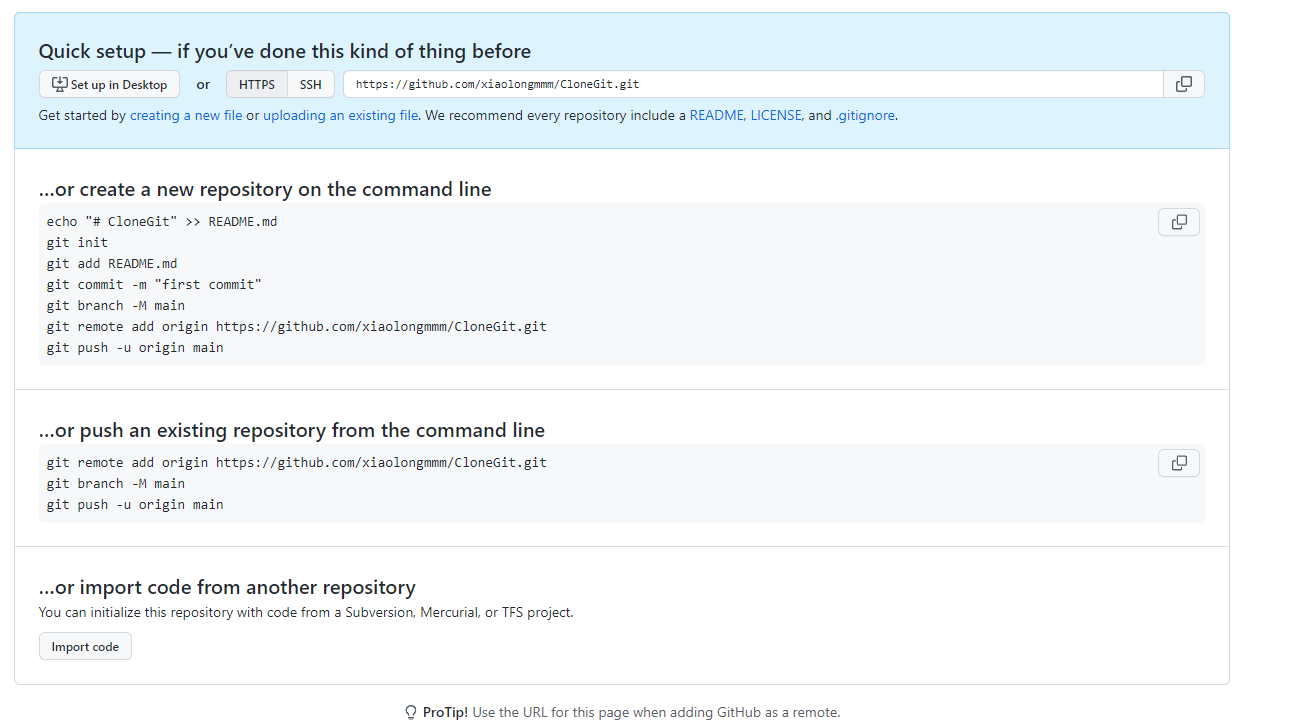 Quick setup — if you’ve done this kind of thing before
Set up in Desktop or HTTPS SSH https://github.com/xiaolongmmm/CloneGit.git
Get started by creating a new file or uploading an existing file. We recommend every repository include a README, LICENSE, and .gitignore.
…or create a new repository on the command line
echo "# CloneGit" >> README.md
git init
git add README.md
git commit -m "first commit"
git branch -M main
git remote add origin https://github.com/xiaolongmmm/CloneGit.git
git push -u origin main
…or push an existing repository from the command line
git remote add origin https://github.com/xiaolongmmm/CloneGit.git
git branch -M main
git push -u origin main
…or import code from another repository
You can initialize this repository with code from a Subversion, Mercurial, or TFS project.
Import code
ProTip! Use the URL for this page when adding GitHub as a remote.